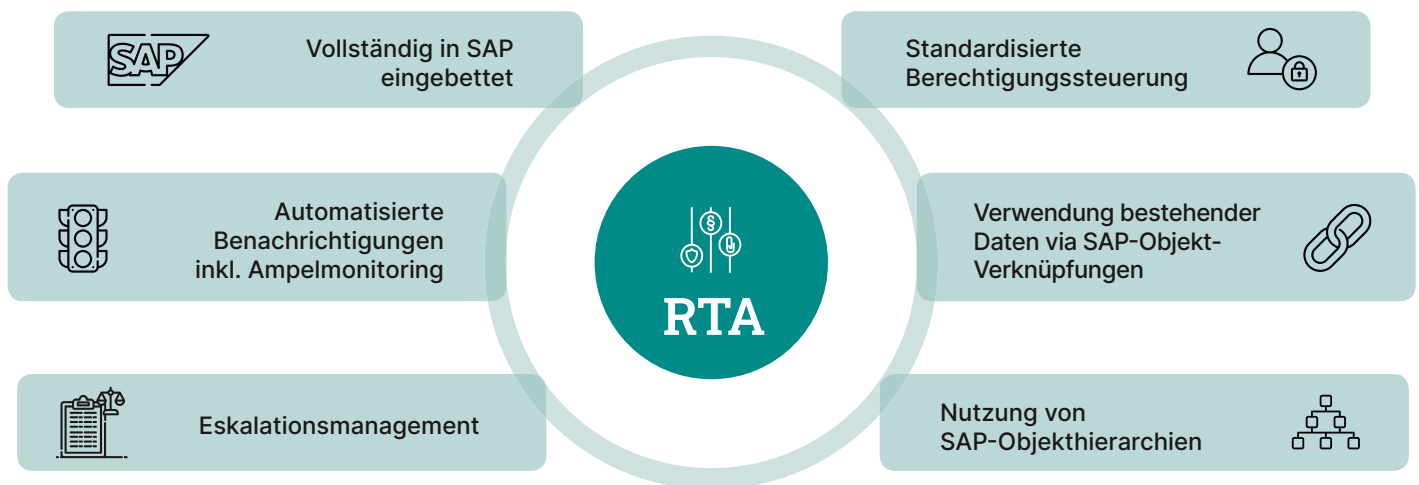 SAP
Vollständig in SAP
eingebettet
Standardisierte
Berechtigungssteuerung
Automatisierte
Benachrichtigungen
inkl. Ampelmonitoring
§
RTA
Verwendung bestehender
Daten via SAP-Objekt-
Verknüpfungen
Eskalationsmanagement
Nutzung von
SAP-Objekthierarchien